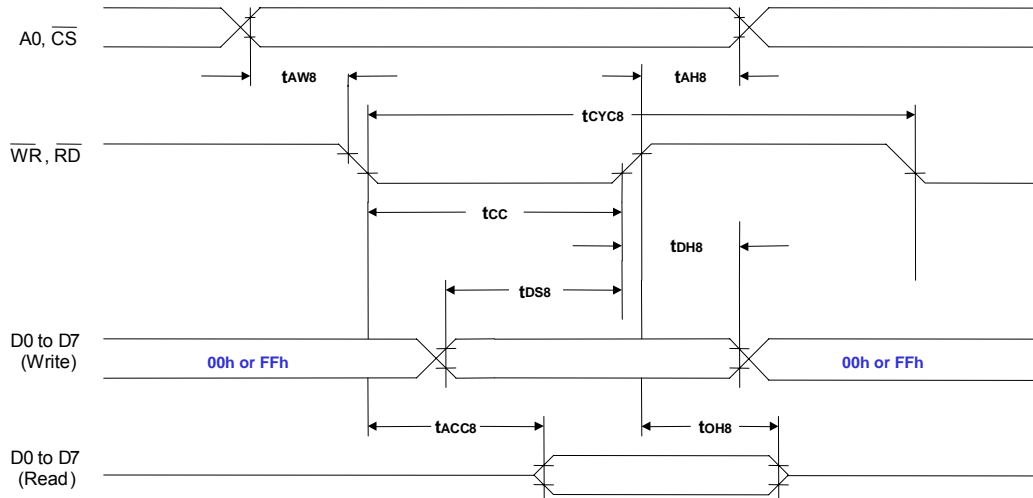 A0, CS
tAW8
tAH8
tCYC8
WR, RD
tCC
tDH8
tDS8
D0 to D7
(Write)
00h or FFh
00h or FFh
tACC8
tOH8
D0 to D7
(Read)